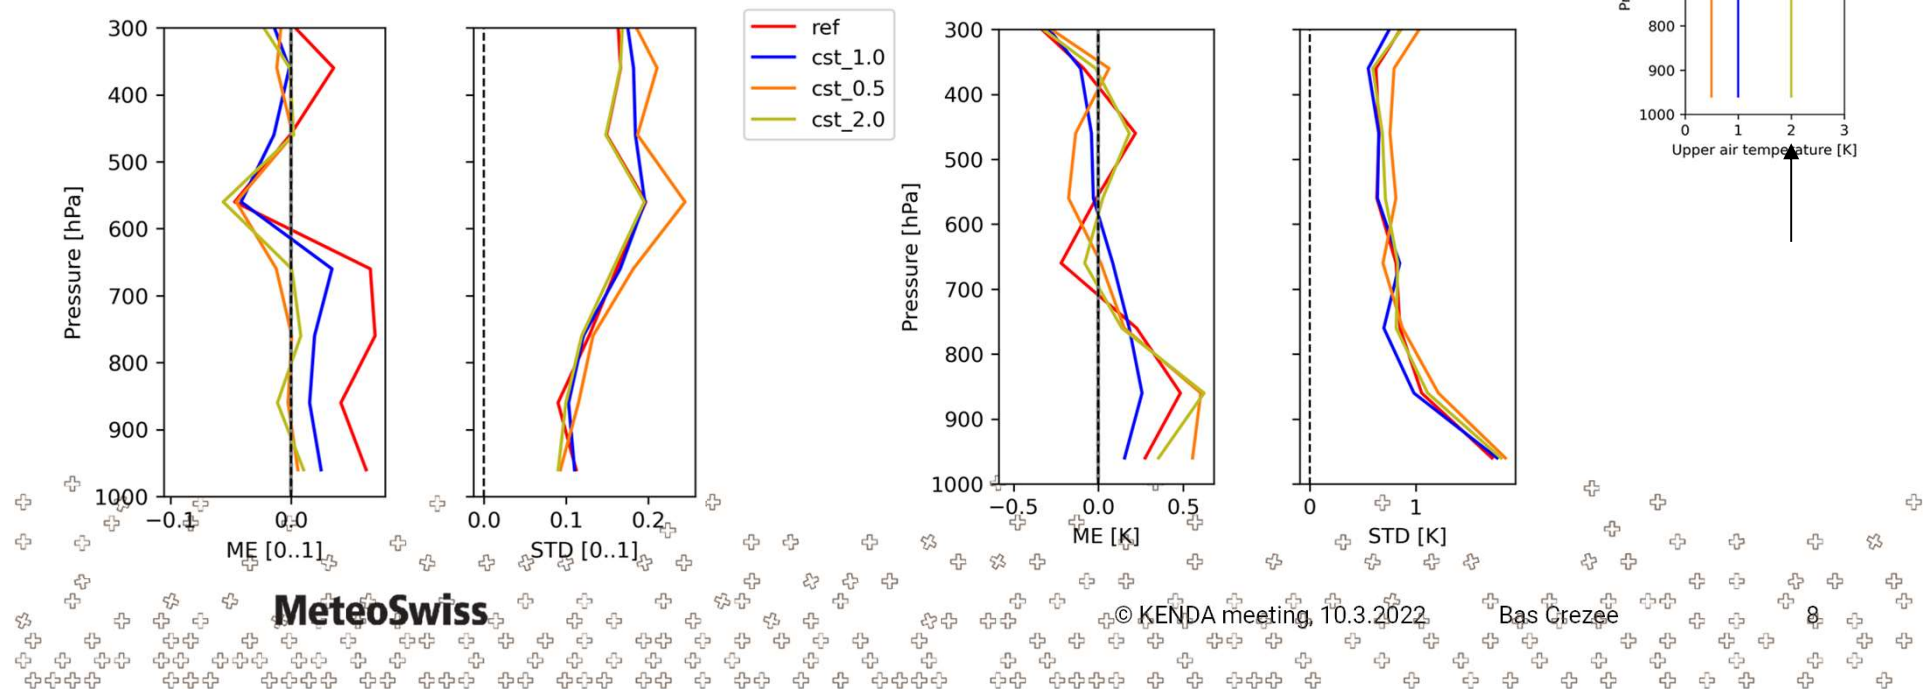 300
400
500
600
700
800
900
1000
Pressure [hPa]
−0.1
0.0
ME [0..1]
0.0
0.1
0.2
STD [0..1]
ref
cst_1.0
cst_0.5
cst_2.0
300
400
500
600
700
800
900
1000
Pressure [hPa]
−0.5
0.0
0.5
ME [K]
0
1
STD [K]
800
900
1000
0
1
2
3
Upper air temperature [K]
MeteoSwiss
© KENDA meeting, 10.3.2022
Bas Crezee
8